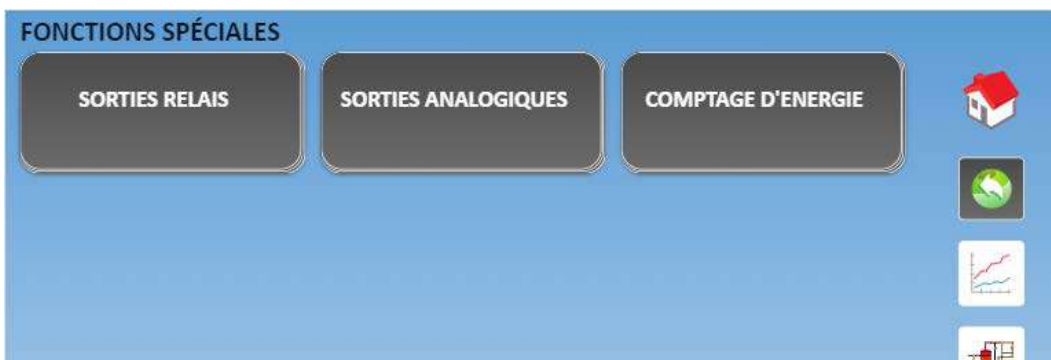 FONCTIONS SPÉCIALES
SORTIES RELAIS
SORTIES ANALOGIQUES
COMPTAGE D'ENERGIE